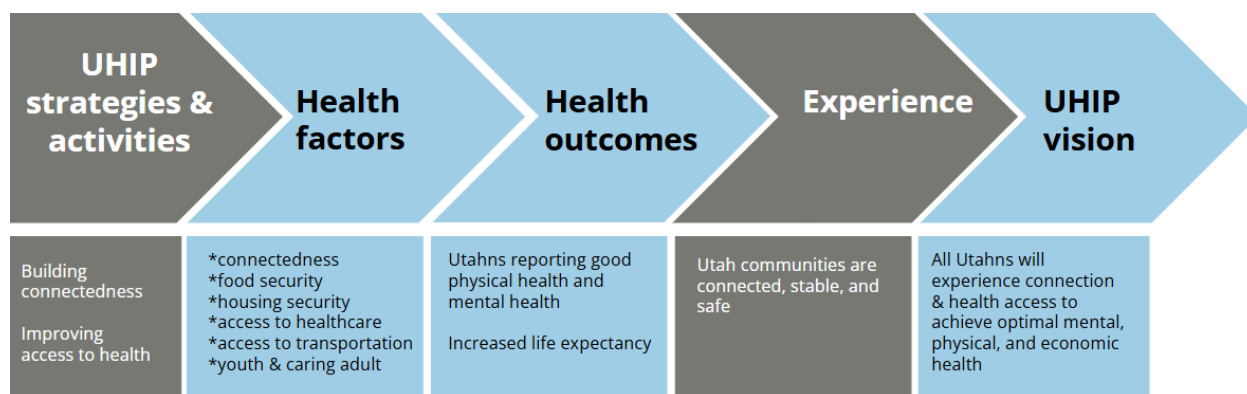 UHIP
strategies &
activities
Health
factors
Health
outcomes
Experience
UHIP
vision
Building
connectedness
Improving
access to health
*connectedness
*food security
*housing security
*access to healthcare
*access to transportation
*youth & caring adult
Utahns reporting good
physical health and
mental health
Increased life expectancy
Utah communities are
connected, stable, and
safe
All Utahns will
experience connection
& health access to
achieve optimal mental,
physical, and economic
health